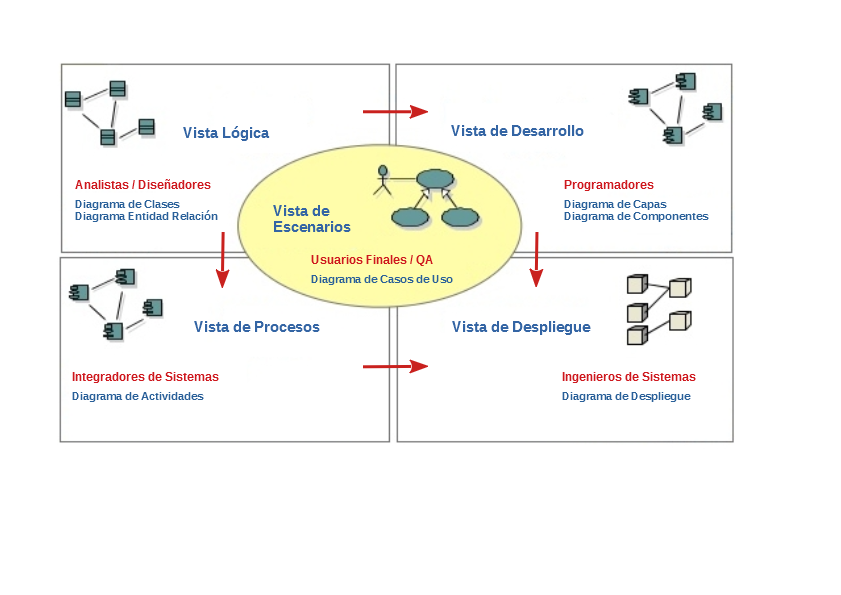 Vista Lógica
Analistas / Diseñadores
Diagrama de Clases
Diagrama Entidad Relación
Vista de Desarrollo
Programadores
Diagrama de Capas
Diagrama de Componentes
Vista de
Escenarios
Usuarios Finales / QA
Diagrama de Casos de Uso
Vista de Procesos
Integradores de Sistemas
Diagrama de Actividades
Vista de Despliegue
Ingenieros de Sistemas
Diagrama de Despliegue